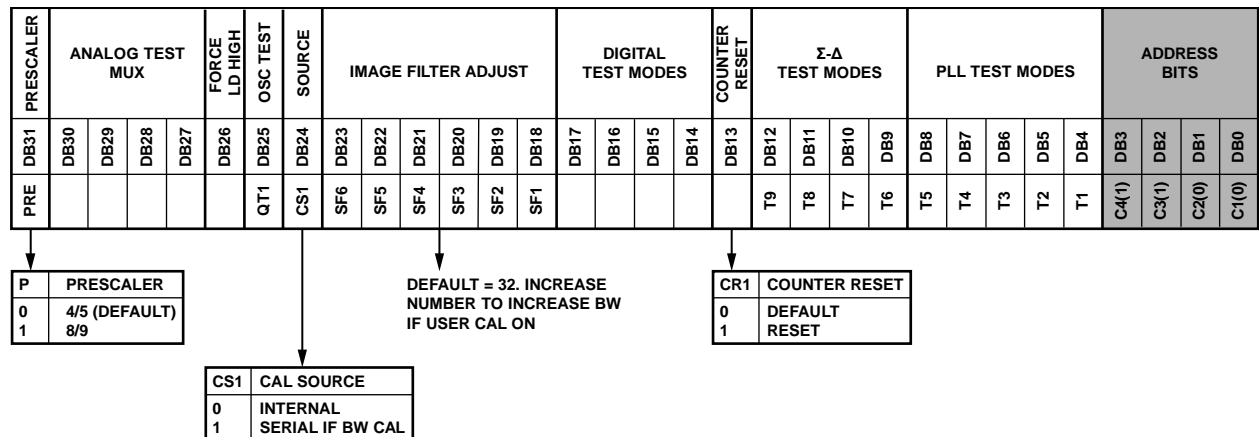 PRESCALER
ANALOG TEST
MUX
FORCE
LD HIGH
OSC TEST
SOURCE
IMAGE FILTER ADJUST
DIGITAL
TEST MODES
COUNTER
RESET
Σ-Δ
TEST MODES
PLL TEST MODES
ADDRESS
BITS
DB31 DB30 DB29 DB28 DB27 DB26 DB25 DB24 DB23 DB22 DB21 DB20 DB19 DB18 DB17 DB16 DB15 DB14 DB13 DB12 DB11 DB10 DB9 DB8 DB7 DB6 DB5 DB4 DB3 DB2 DB1 DB0
PRE QT1 CS1 SF6 SF5 SF4 SF3 SF2 SF1 T9 T8 T7 T6 T5 T4 T3 T2 T1 C4(1) C3(1) C2(0) C1(0)
P PRESCALER
0 4/5 (DEFAULT)
1 8/9
DEFAULT = 32. INCREASE
NUMBER TO INCREASE BW
IF USER CAL ON
CR1 COUNTER RESET
0 DEFAULT
1 RESET
CS1 CAL SOURCE
0 INTERNAL
1 SERIAL IF BW CAL